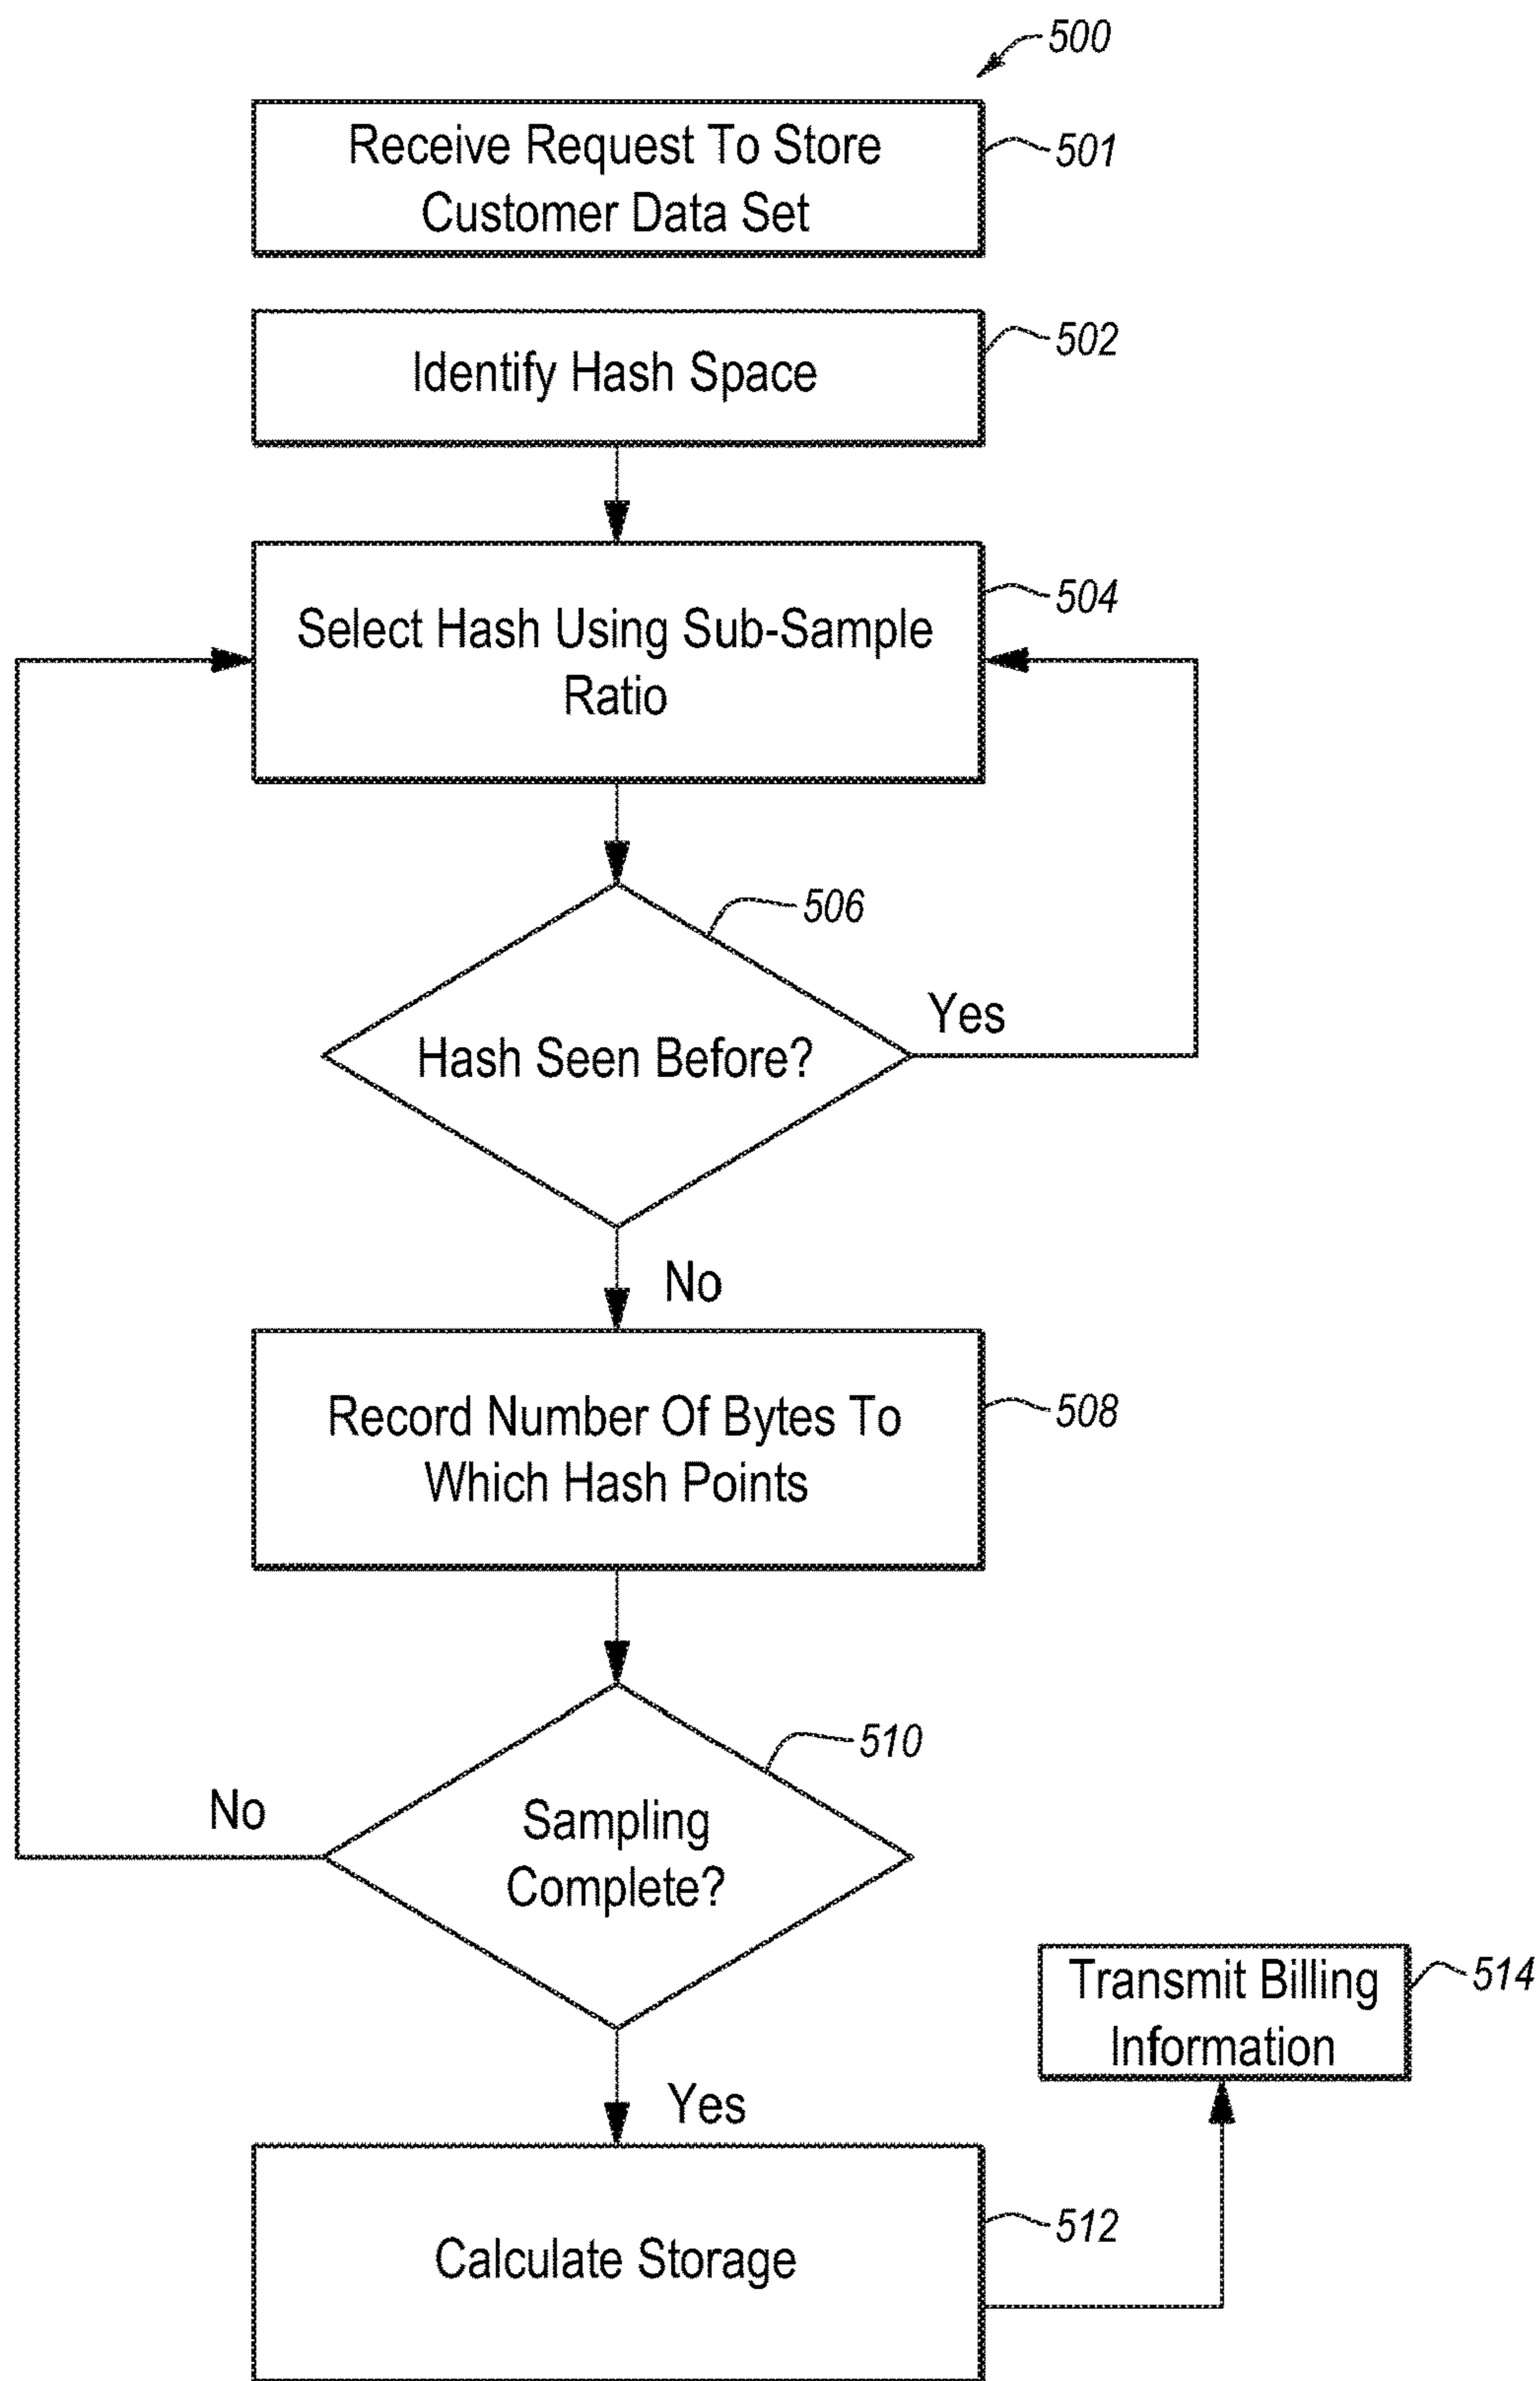 500
Receive Request To Store
Customer Data Set
501
Identify Hash Space
502
Select Hash Using Sub-Sample
Ratio
504
Hash Seen Before?
506
Yes
No
Record Number Of Bytes To
Which Hash Points
508
Sampling
Complete?
510
No
Yes
Transmit Billing
Information
514
Calculate Storage
512